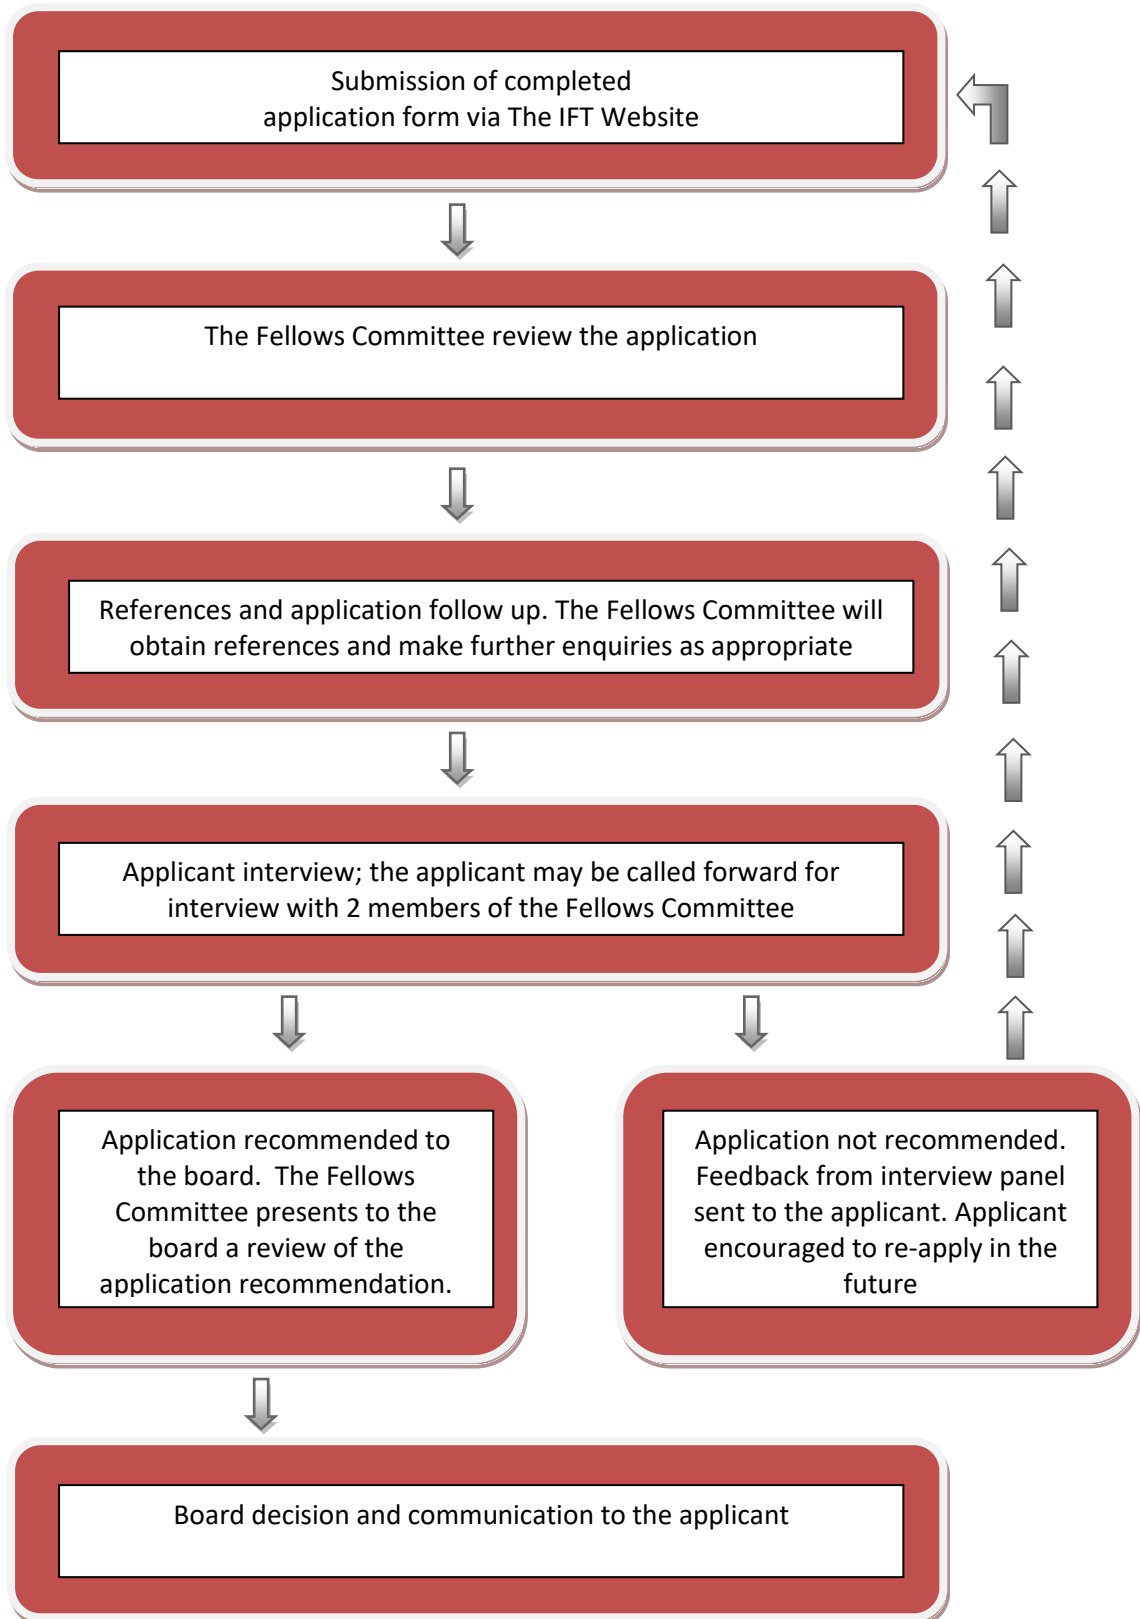 Submission of completed
application form via The IFT Website
The Fellows Committee review the application
References and application follow up. The Fellows Committee will
obtain references and make further enquiries as appropriate
Applicant interview; the applicant may be called forward for
interview with 2 members of the Fellows Committee
Application recommended to
the board.  The Fellows
Committee presents to the
board a review of the
application recommendation.
Application not recommended.
Feedback from interview panel
sent to the applicant. Applicant
encouraged to re-apply in the
future
Board decision and communication to the applicant